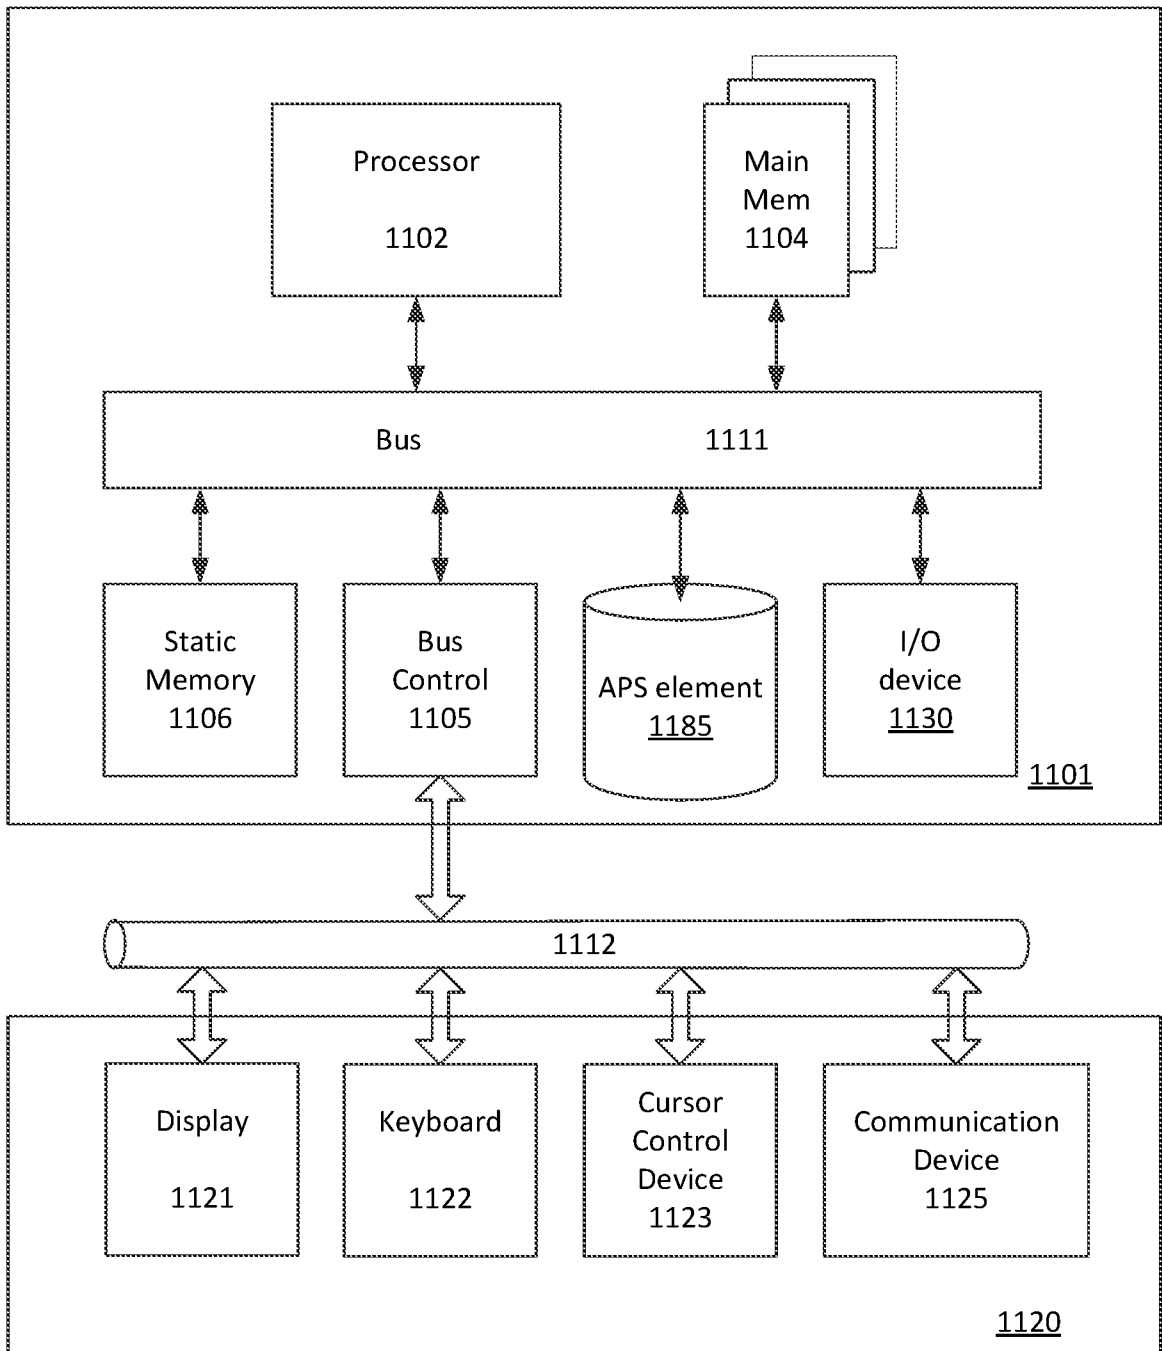 Processor
1102
Main
Mem
1104
Bus 1111
Static
Memory
1106
Bus
Control
1105
APS element
1185
I/O
device
1130
1101
1112
Display
1121
Keyboard
1122
Cursor
Control
Device
1123
Communication
Device
1125
1120